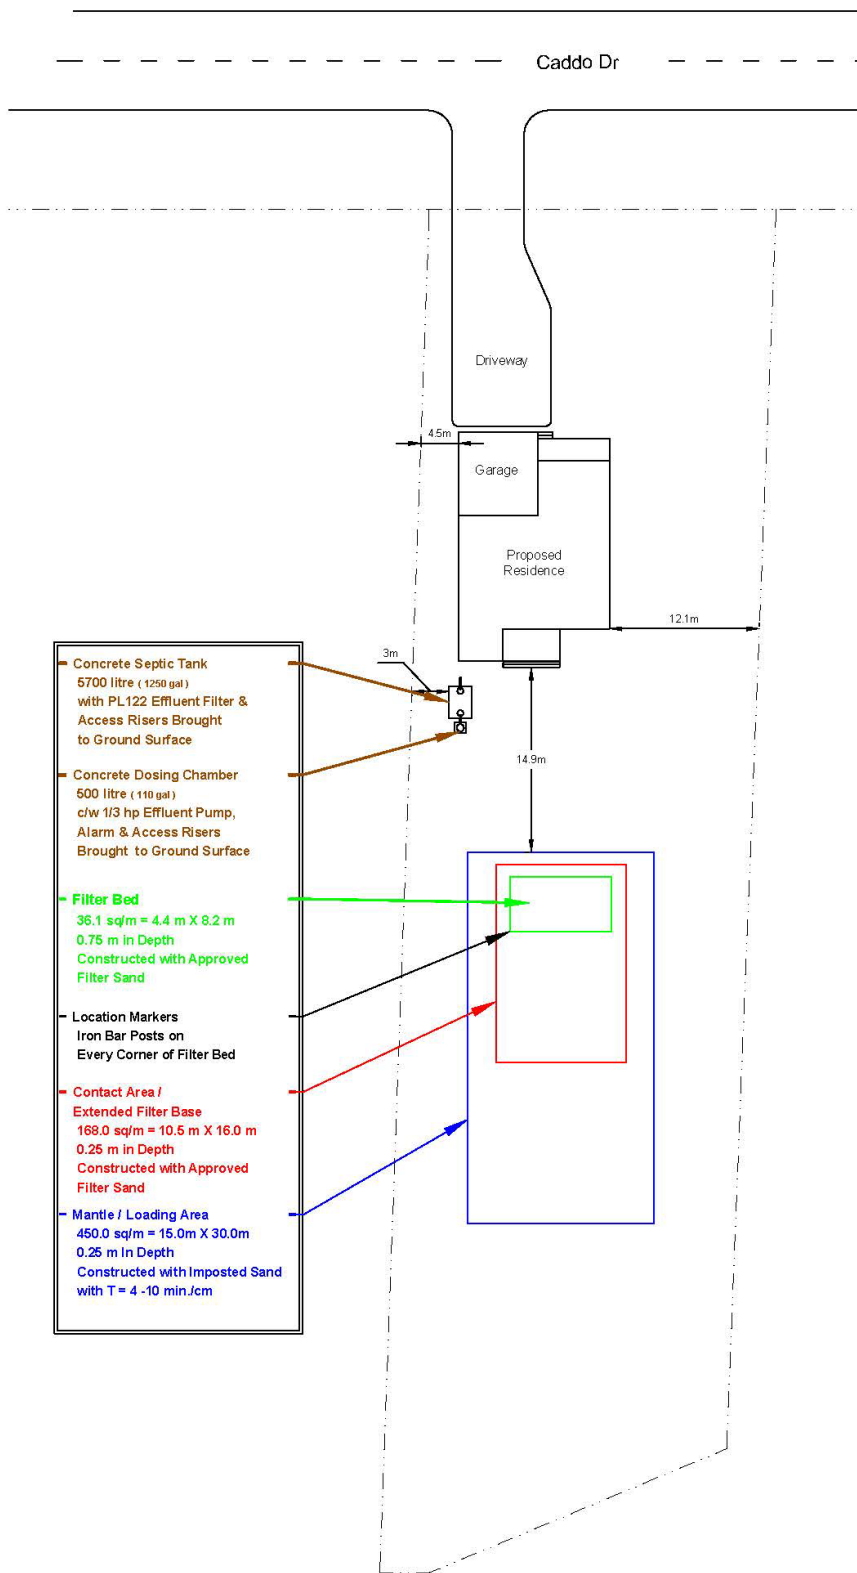 Caddo Dr
Driveway
4.5m
Garage
Proposed
Residence
12.1m
3m
14.9m
Concrete Septic Tank
5700 litre ( 1250 gal )
with PL122 Effluent Filter &
Access Risers Brought
to Ground Surface
Concrete Dosing Chamber
500 litre ( 110 gal )
c/w 1/3 hp Effluent Pump,
Alarm & Access Risers
Brought to Ground Surface
Filter Bed
36.1 sq/m = 4.4 m X 8.2 m
0.75 m in Depth
Constructed with Approved
Filter Sand
Location Markers
Iron Bar Posts on
Every Corner of Filter Bed
Contact Area /
Extended Filter Base
168.0 sq/m = 10.5 m X 16.0 m
0.25 m in Depth
Constructed with Approved
Filter Sand
Mantle / Loading Area
450.0 sq/m = 15.0m X 30.0m
0.25 m In Depth
Constructed with Imposted Sand
with T = 4 -10 min./cm